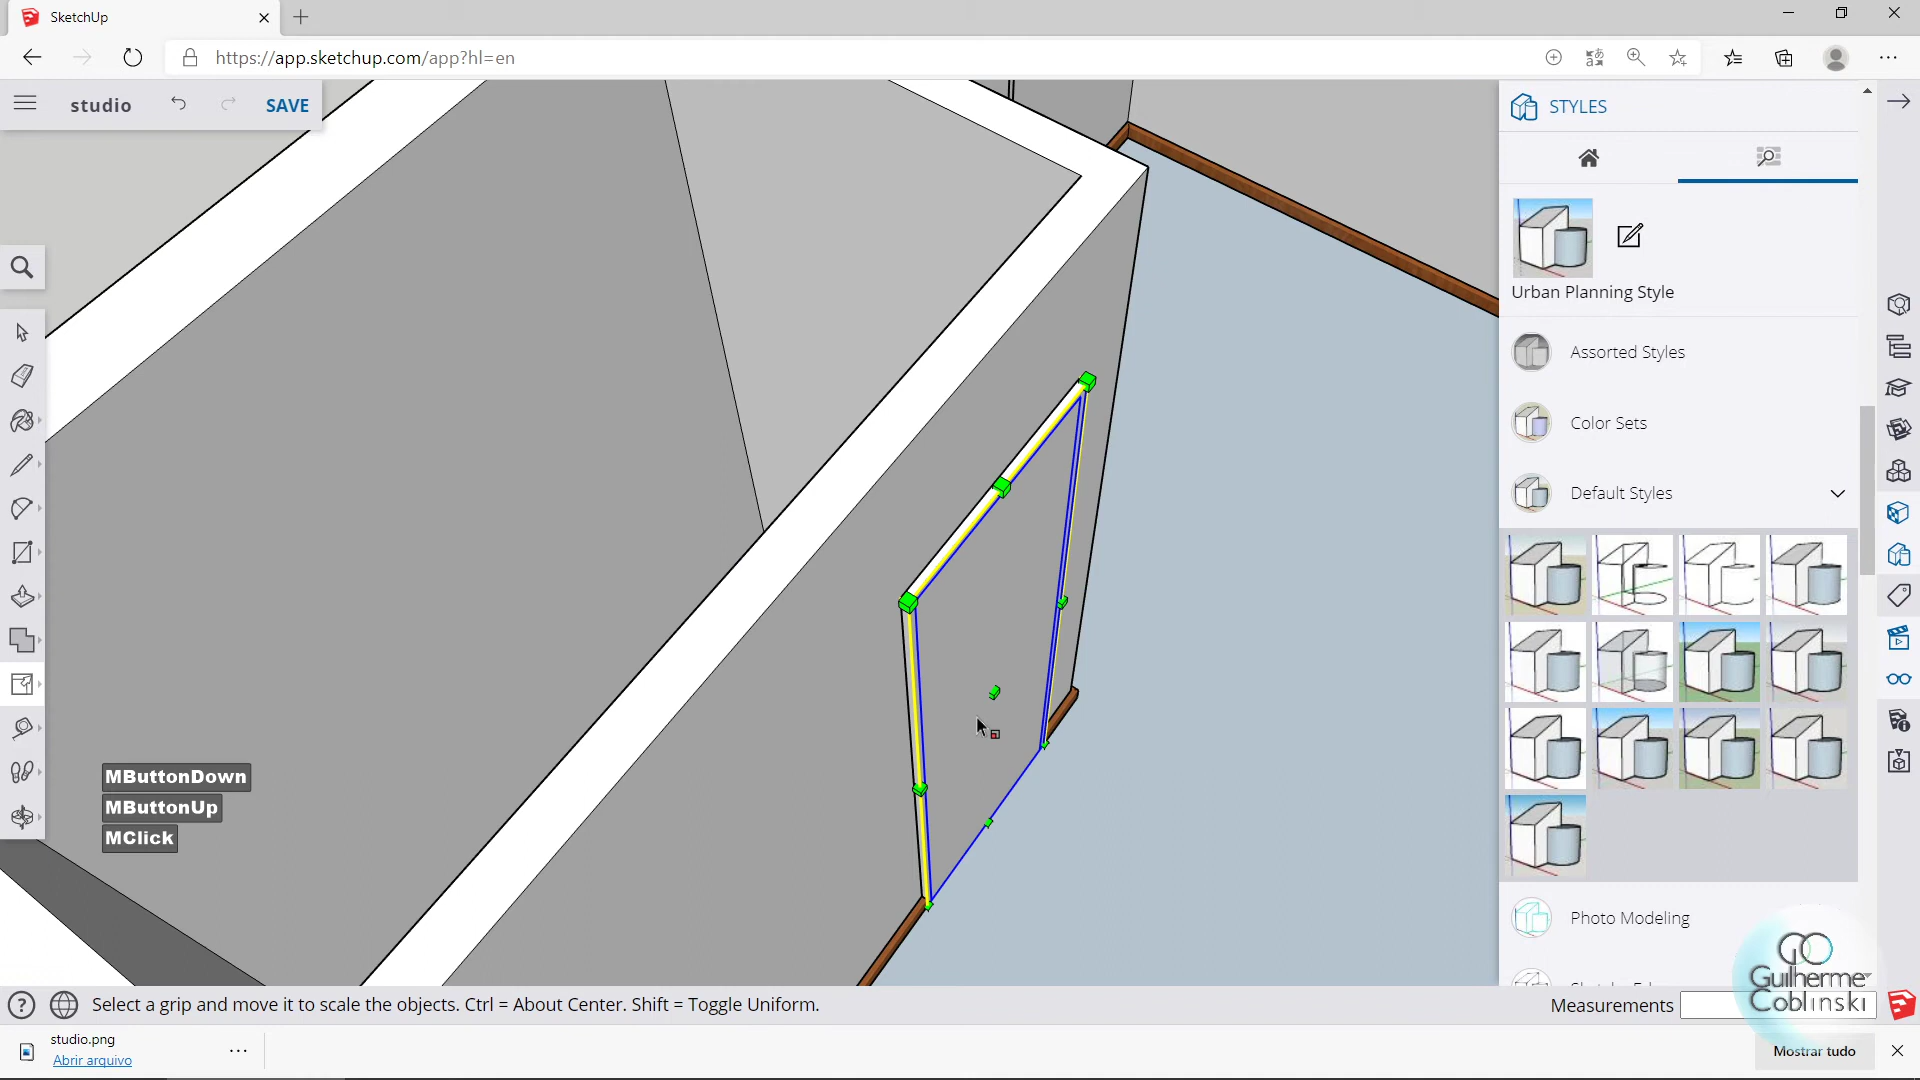 SketchUp
https://app.sketchup.com/app?hl=en
studio
SAVE
STYLES
Urban Planning Style
Assorted Styles
Color Sets
Default Styles
Photo Modeling
MButtonDown
MButtonUp
MClick
GO
Guilherme
Coblinski
Select a grip and move it to scale the objects. Ctrl = About Center. Shift = Toggle Uniform.
Measurements
studio.png
Abrir arquivo
Mostrar tudo